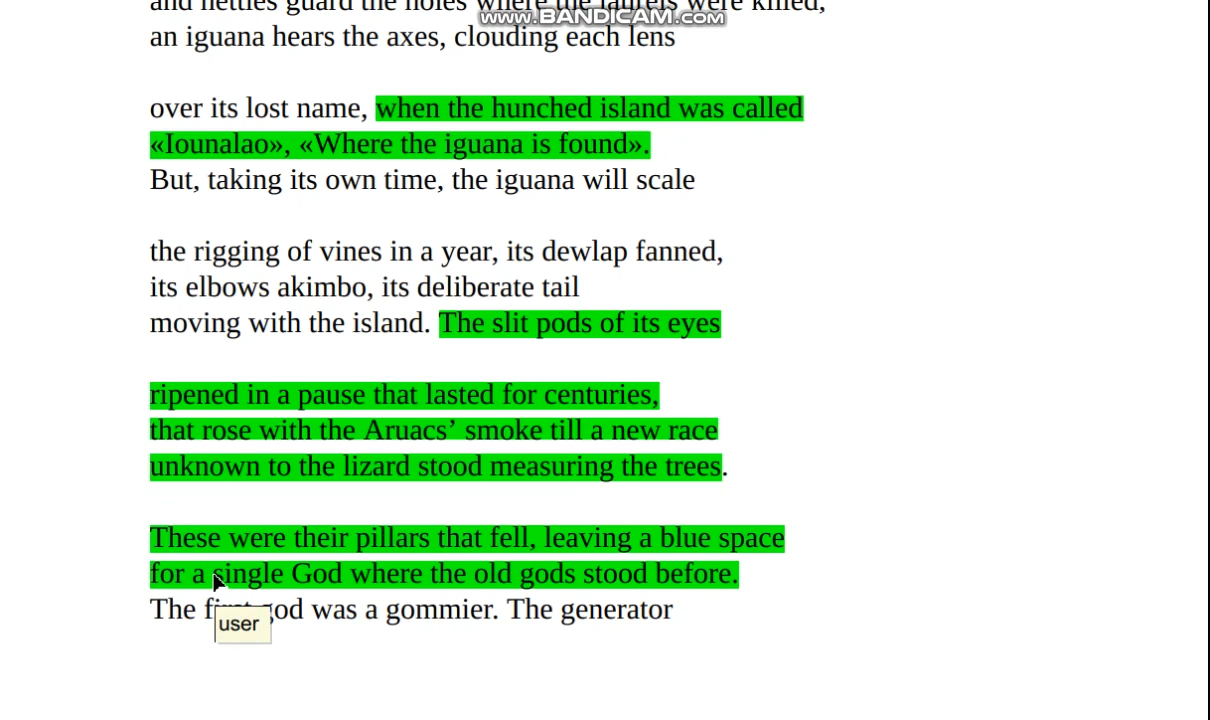 and nettles guard the holes where the laurels were killed,
www.BANDICAM.com
an iguana hears the axes, clouding each lens
over its lost name, when the hunched island was called
«Iounalao», «Where the iguana is found».
But, taking its own time, the iguana will scale
the rigging of vines in a year, its dewlap fanned,
its elbows akimbo, its deliberate tail
moving with the island. The slit pods of its eyes
ripened in a pause that lasted for centuries,
that rose with the Aruacs’ smoke till a new race
unknown to the lizard stood measuring the trees.
These were their pillars that fell, leaving a blue space
for a single God where the old gods stood before.
The first god was a gommier. The generator
user